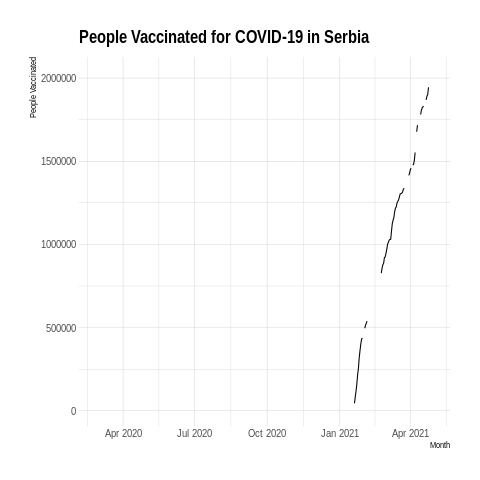 People Vaccinated for COVID-19 in Serbia
People Vaccinated
2000000
1500000
1000000
500000
0
Apr 2020 Jul 2020 Oct 2020 Jan 2021 Apr 2021
Month